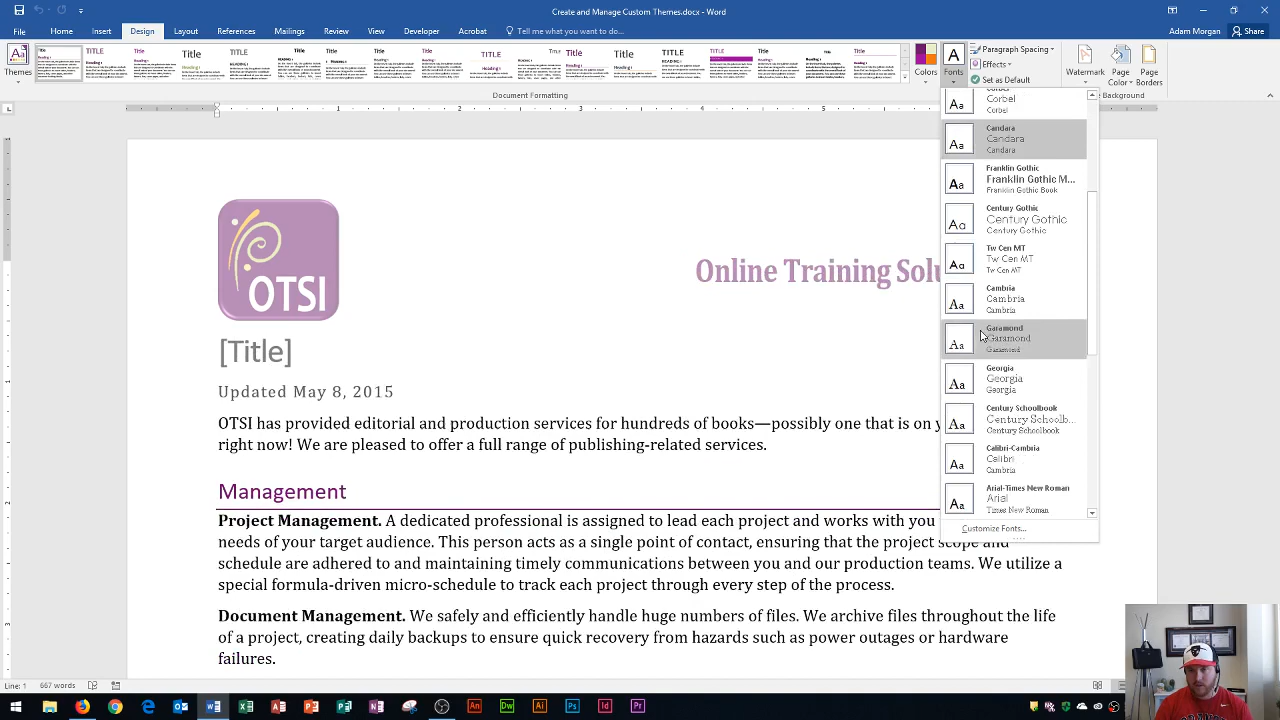 Create and Manage Custom Themes.docx - Word
Adam Morgan
File Home Insert Draw Design Layout References Mailings Review View Developer Acrobat Tell me what you want to do... Share
Colors
Fonts
Paragraph Spacing
Effects
Set as Default
Watermark
Page Color
Page Borders
Document Formatting
Background
1 2 3 4 5
Corbel
Corbel
Candara
Candara
Candara
Franklin Gothic
Franklin Gothic M...
Franklin Gothic Book
Century Gothic
Century Gothic
Century Gothic
Tw Cen MT
Tw Cen MT
Tw Cen MT
Cambria
Cambria
Cambria
Garamond
Garamond
Garamond
Georgia
Georgia
Georgia
Century Schoolbook
Century Schoolb...
Century Schoolbook
Calibri-Cambria
Calibri
Cambria
Arial-Times New Roman
Arial
Times New Roman
Customize Fonts...
OTSI
Online Training Solu
[Title]
Updated May 8, 2015
OTSI has provided editorial and production services for hundreds of books—possibly one that is on y
right now! We are pleased to offer a full range of publishing-related services.
Management
Project Management. A dedicated professional is assigned to lead each project and works with you
needs of your target audience. This person acts as a single point of contact, ensuring that the project scope and
schedule are adhered to and maintaining timely communications between you and our production teams. We utilize a
special formula-driven micro-schedule to track each project through every step of the process.
Document Management. We safely and efficiently handle huge numbers of files. We archive files throughout the life
of a project, creating daily backups to ensure quick recovery from hazards such as power outages or hardware
failures.
Line: 1 667 words